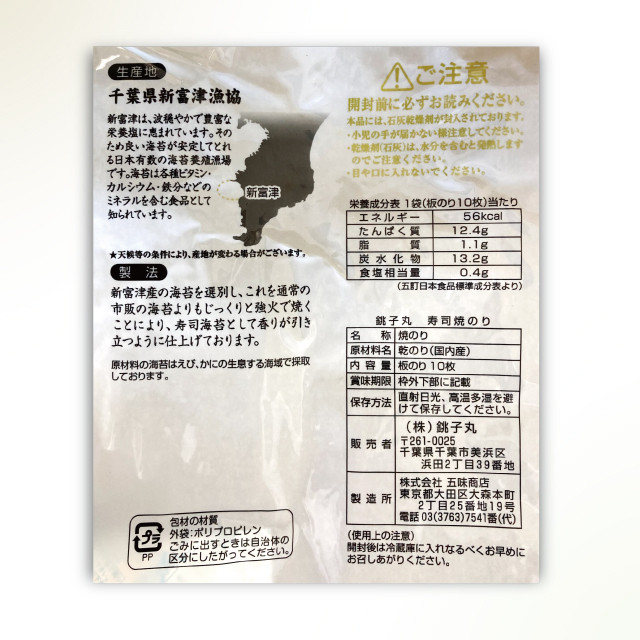 生産地
千葉県新富津漁協
新富津は、波穏やかで豊富な
栄養塩に恵まれています。そ
のため良い海苔が安定してとれ
る日本有数の海苔養殖漁場
です。海苔は各種ビタミン・
カルシウム・鉄分などの
ミネラルを含む食品として
知られています。
新富津
★天候等の条件により、産地が変わる場合がございます。
製法
新富津産の海苔を選別し、これを通常の
市販の海苔よりもじっくりと強火で焼く
ことにより、寿司海苔として香りが引き
立つように仕上げております。
原材料の海苔はえび、かにの生息する海域で採取
しております。
プラ
PP
包材の材質
外袋:ポリプロピレン
ごみに出すときは自治体の
区分にしたがってください。
ご注意
開封前に必ずお読みください。
本品には、石灰乾燥剤が封入されております。
・小児の手が届かない様注意してください。
・乾燥剤(石灰)は、水分を含むと発熱します
のでご注意ください。
・目や口に入れないでください。
栄養成分表 1袋(板のり10枚)当たり
エネルギー 56kcal
たんぱく質 12.4g
脂質 1.1g
炭水化物 13.2g
食塩相当量 0.4g
(五訂日本食品標準成分表より)
銚子丸 寿司焼のり
名称 焼のり
原材料名 乾のり(国内産)
内容量 板のり10枚
賞味期限 枠外下部に記載
保存方法 直射日光、高温多湿を避
けて保存してください。
販売者 (株)銚子丸
〒261-0025
千葉県千葉市美浜区
浜田2丁目39番地
製造所 株式会社 五味商店
東京都大田区大森本町
2丁目25番地19号
電話 03(3763)7541番(代)
(使用上の注意)
開封後は冷蔵庫に入れなるべくお早めに
お召しあがりください。